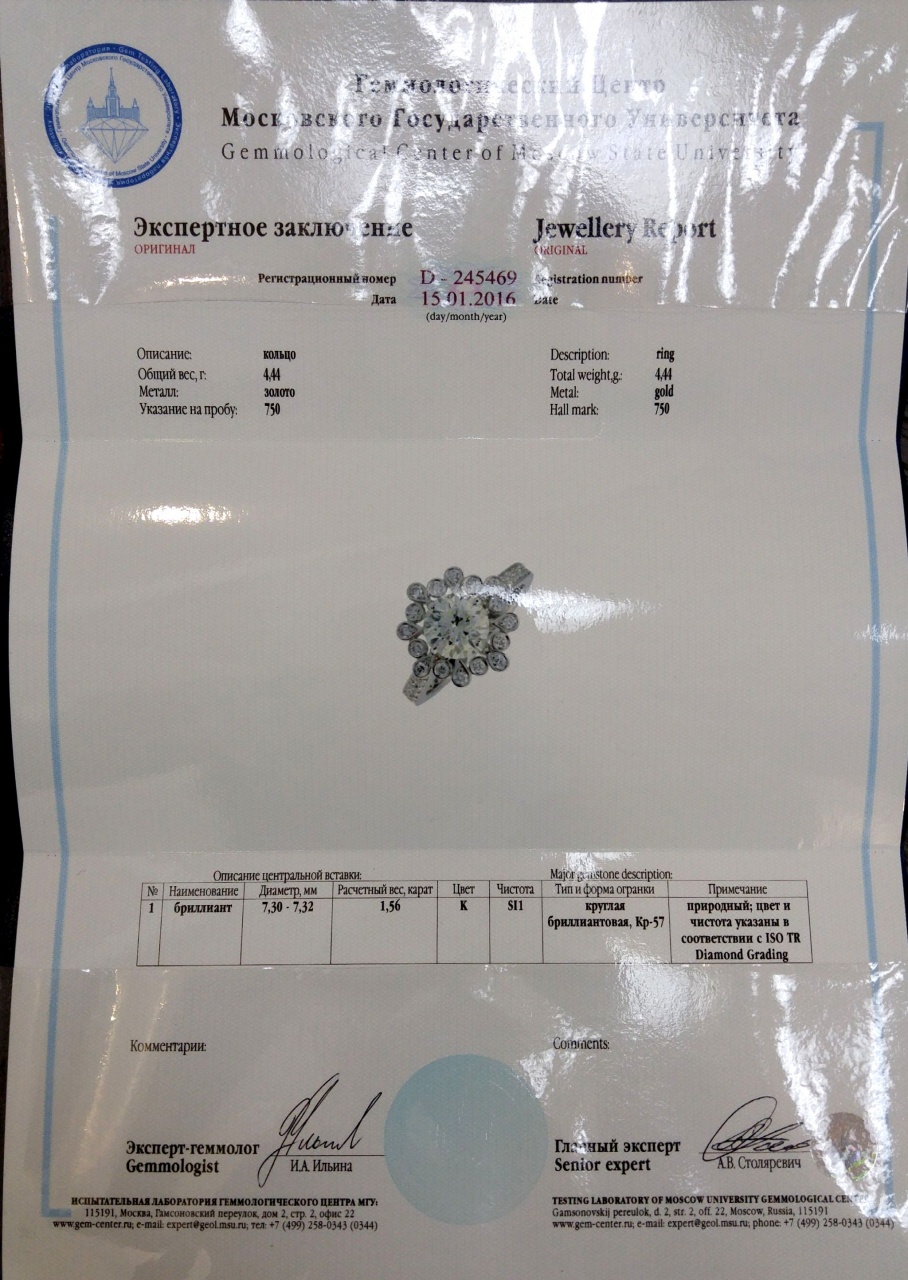 Геммологический Центр
Московского Государственного Университета
Gemmological Center of Moscow State University
Экспертное заключение
ОРИГИНАЛ
Jewellery Report
ORIGINAL
Регистрационный номер D - 245469 Registration number
Дата 15.01.2016 Date
(day/month/year)
Описание: кольцо
Общий вес, г: 4,44
Металл: золото
Указание на пробу: 750
Description: ring
Total weight,g.: 4,44
Metal: gold
Hall mark: 750
Описание центральной вставки: Major gemstone description:
№ Наименование Диаметр, мм Расчетный вес, карат Цвет Чистота Тип и форма огранки Примечание
1 бриллиант 7,30 - 7,32 1,56 K SI1 круглая бриллиантовая, Кр-57 природный; цвет и
чистота указаны в
соответствии с ISO TR
Diamond Grading
Комментарии: Comments:
Эксперт-геммолог
Gemmologist
И.А. Ильина
Главный эксперт
Senior expert
А.В. Столяревич
ИСПЫТАТЕЛЬНАЯ ЛАБОРАТОРИЯ ГЕММОЛОГИЧЕСКОГО ЦЕНТРА МГУ:
115191, Москва, Гамсоновский переулок, дом 2, стр. 2, офис 22
www.gem-center.ru; e-mail: expert@geol.msu.ru; тел: +7 (499) 258-0343 (0344)
TESTING LABORATORY OF MOSCOW UNIVERSITY GEMMOLOGICAL CENTER
Gamsonovskij pereulok, d. 2, str. 2, off. 22, Moscow, Russia, 115191
www.gem-center.ru; e-mail: expert@geol.msu.ru; phone: +7 (499) 258-0343 (0344)